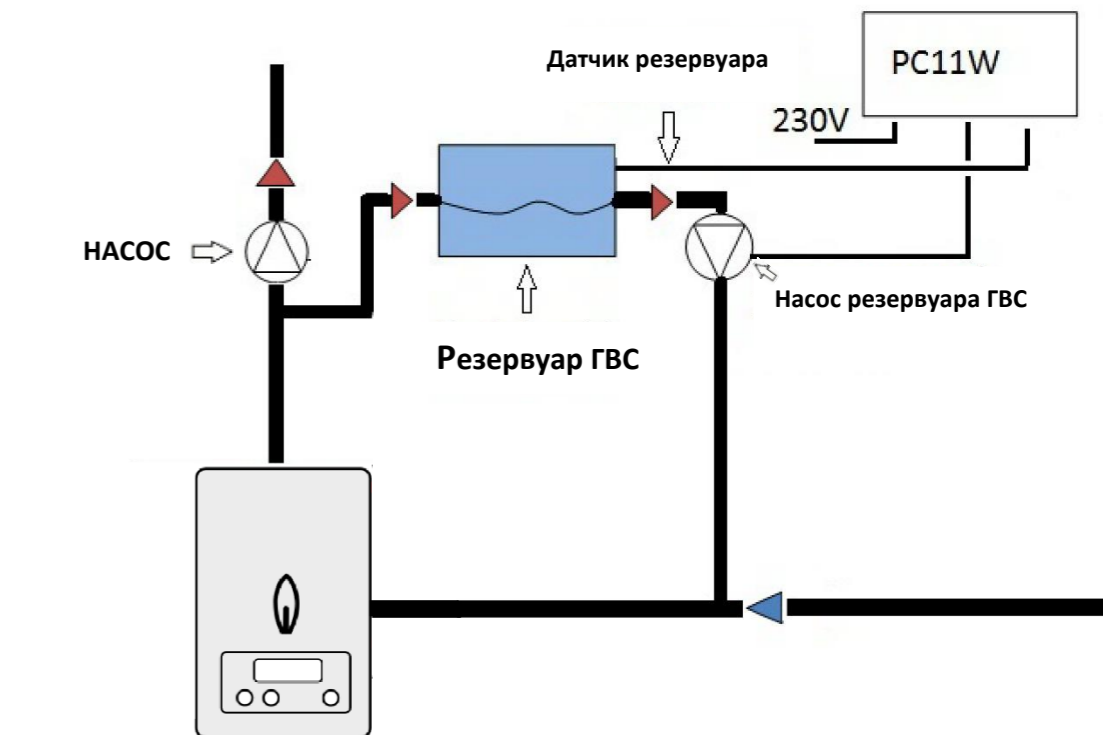 Датчик резервуара
PC11W
230V
НАСОС
Насос резервуара ГВС
Резервуар ГВС